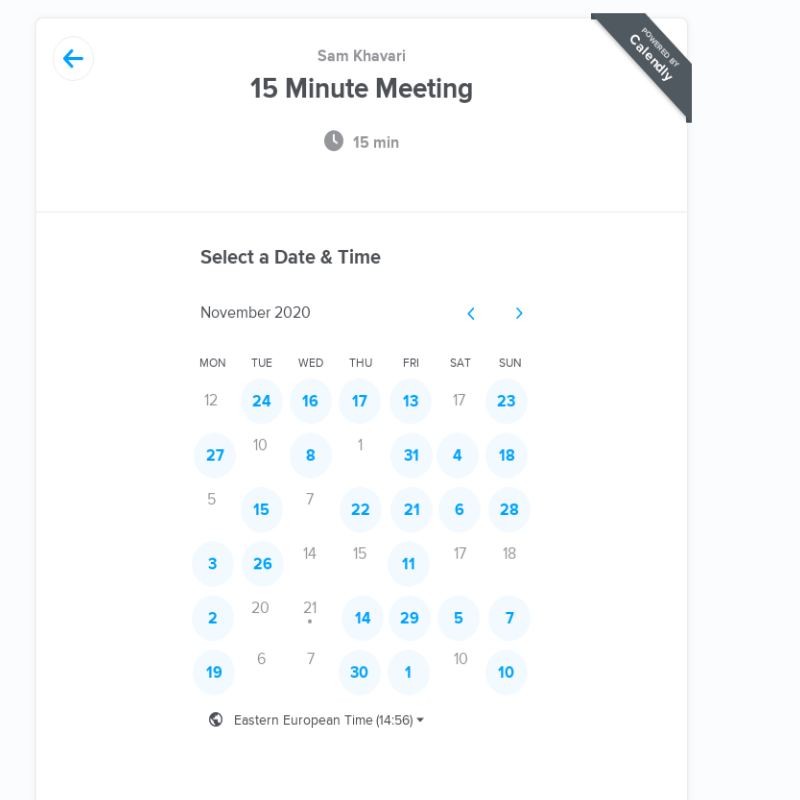 POWERED BY
Calendly
Sam Khavari
15 Minute Meeting
15 min
Select a Date & Time
November 2020
MON TUE WED THU FRI SAT SUN
12 24 16 17 13 17 23
27 10 8 1 31 4 18
5 15 7 22 21 6 28
3 26 14 15 11 17 18
2 20 21 14 29 5 7
19 6 7 30 1 10 10
Eastern European Time (14:56)